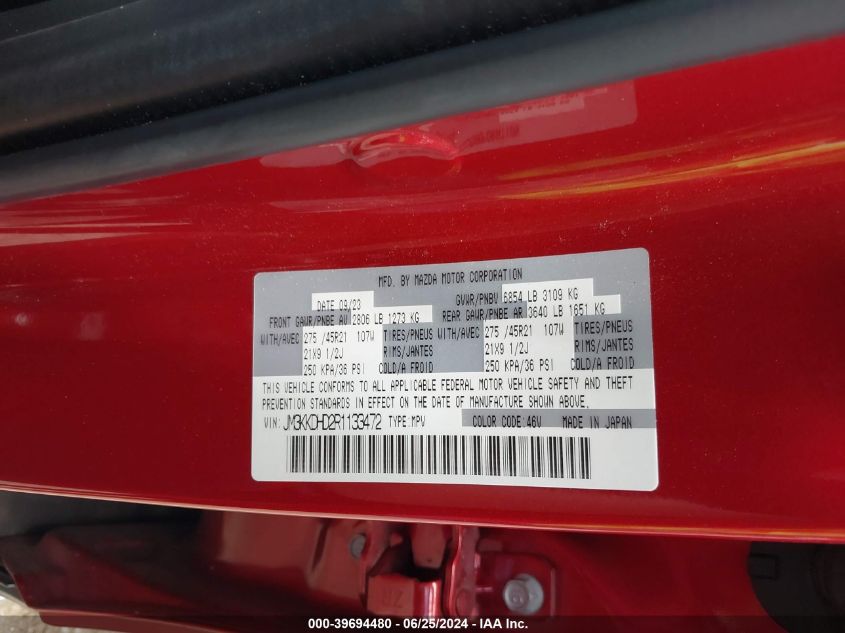 MFD. BY MAZDA MOTOR CORPORATION
DATE 09/23 GVWR/PNBV 6854 LB 3109 KG
FRONT GAWR/PNBE AV 2806 LB 1273 KG REAR GAWR/PNBE AR 3640 LB 1651 KG
WITH/AVEC 275 /45R21 107W TIRES/PNEUS WITH/AVEC 275 /45R21 107W TIRES/PNEUS
21X9 1/2J RIMS/JANTES 21X9 1/2J RIMS/JANTES
250 KPA/36 PSI COLD/A FROID 250 KPA/36 PSI COLD/A FROID
THIS VEHICLE CONFORMS TO ALL APPLICABLE FEDERAL MOTOR VEHICLE SAFETY AND THEFT
PREVENTION STANDARDS IN EFFECT ON THE DATE OF MANUFACTURE SHOWN ABOVE.
VIN: JM3KKDHD2R1133472 TYPE:MPV COLOR CODE:46V MADE IN JAPAN
000-39694480 - 06/25/2024 - IAA Inc.